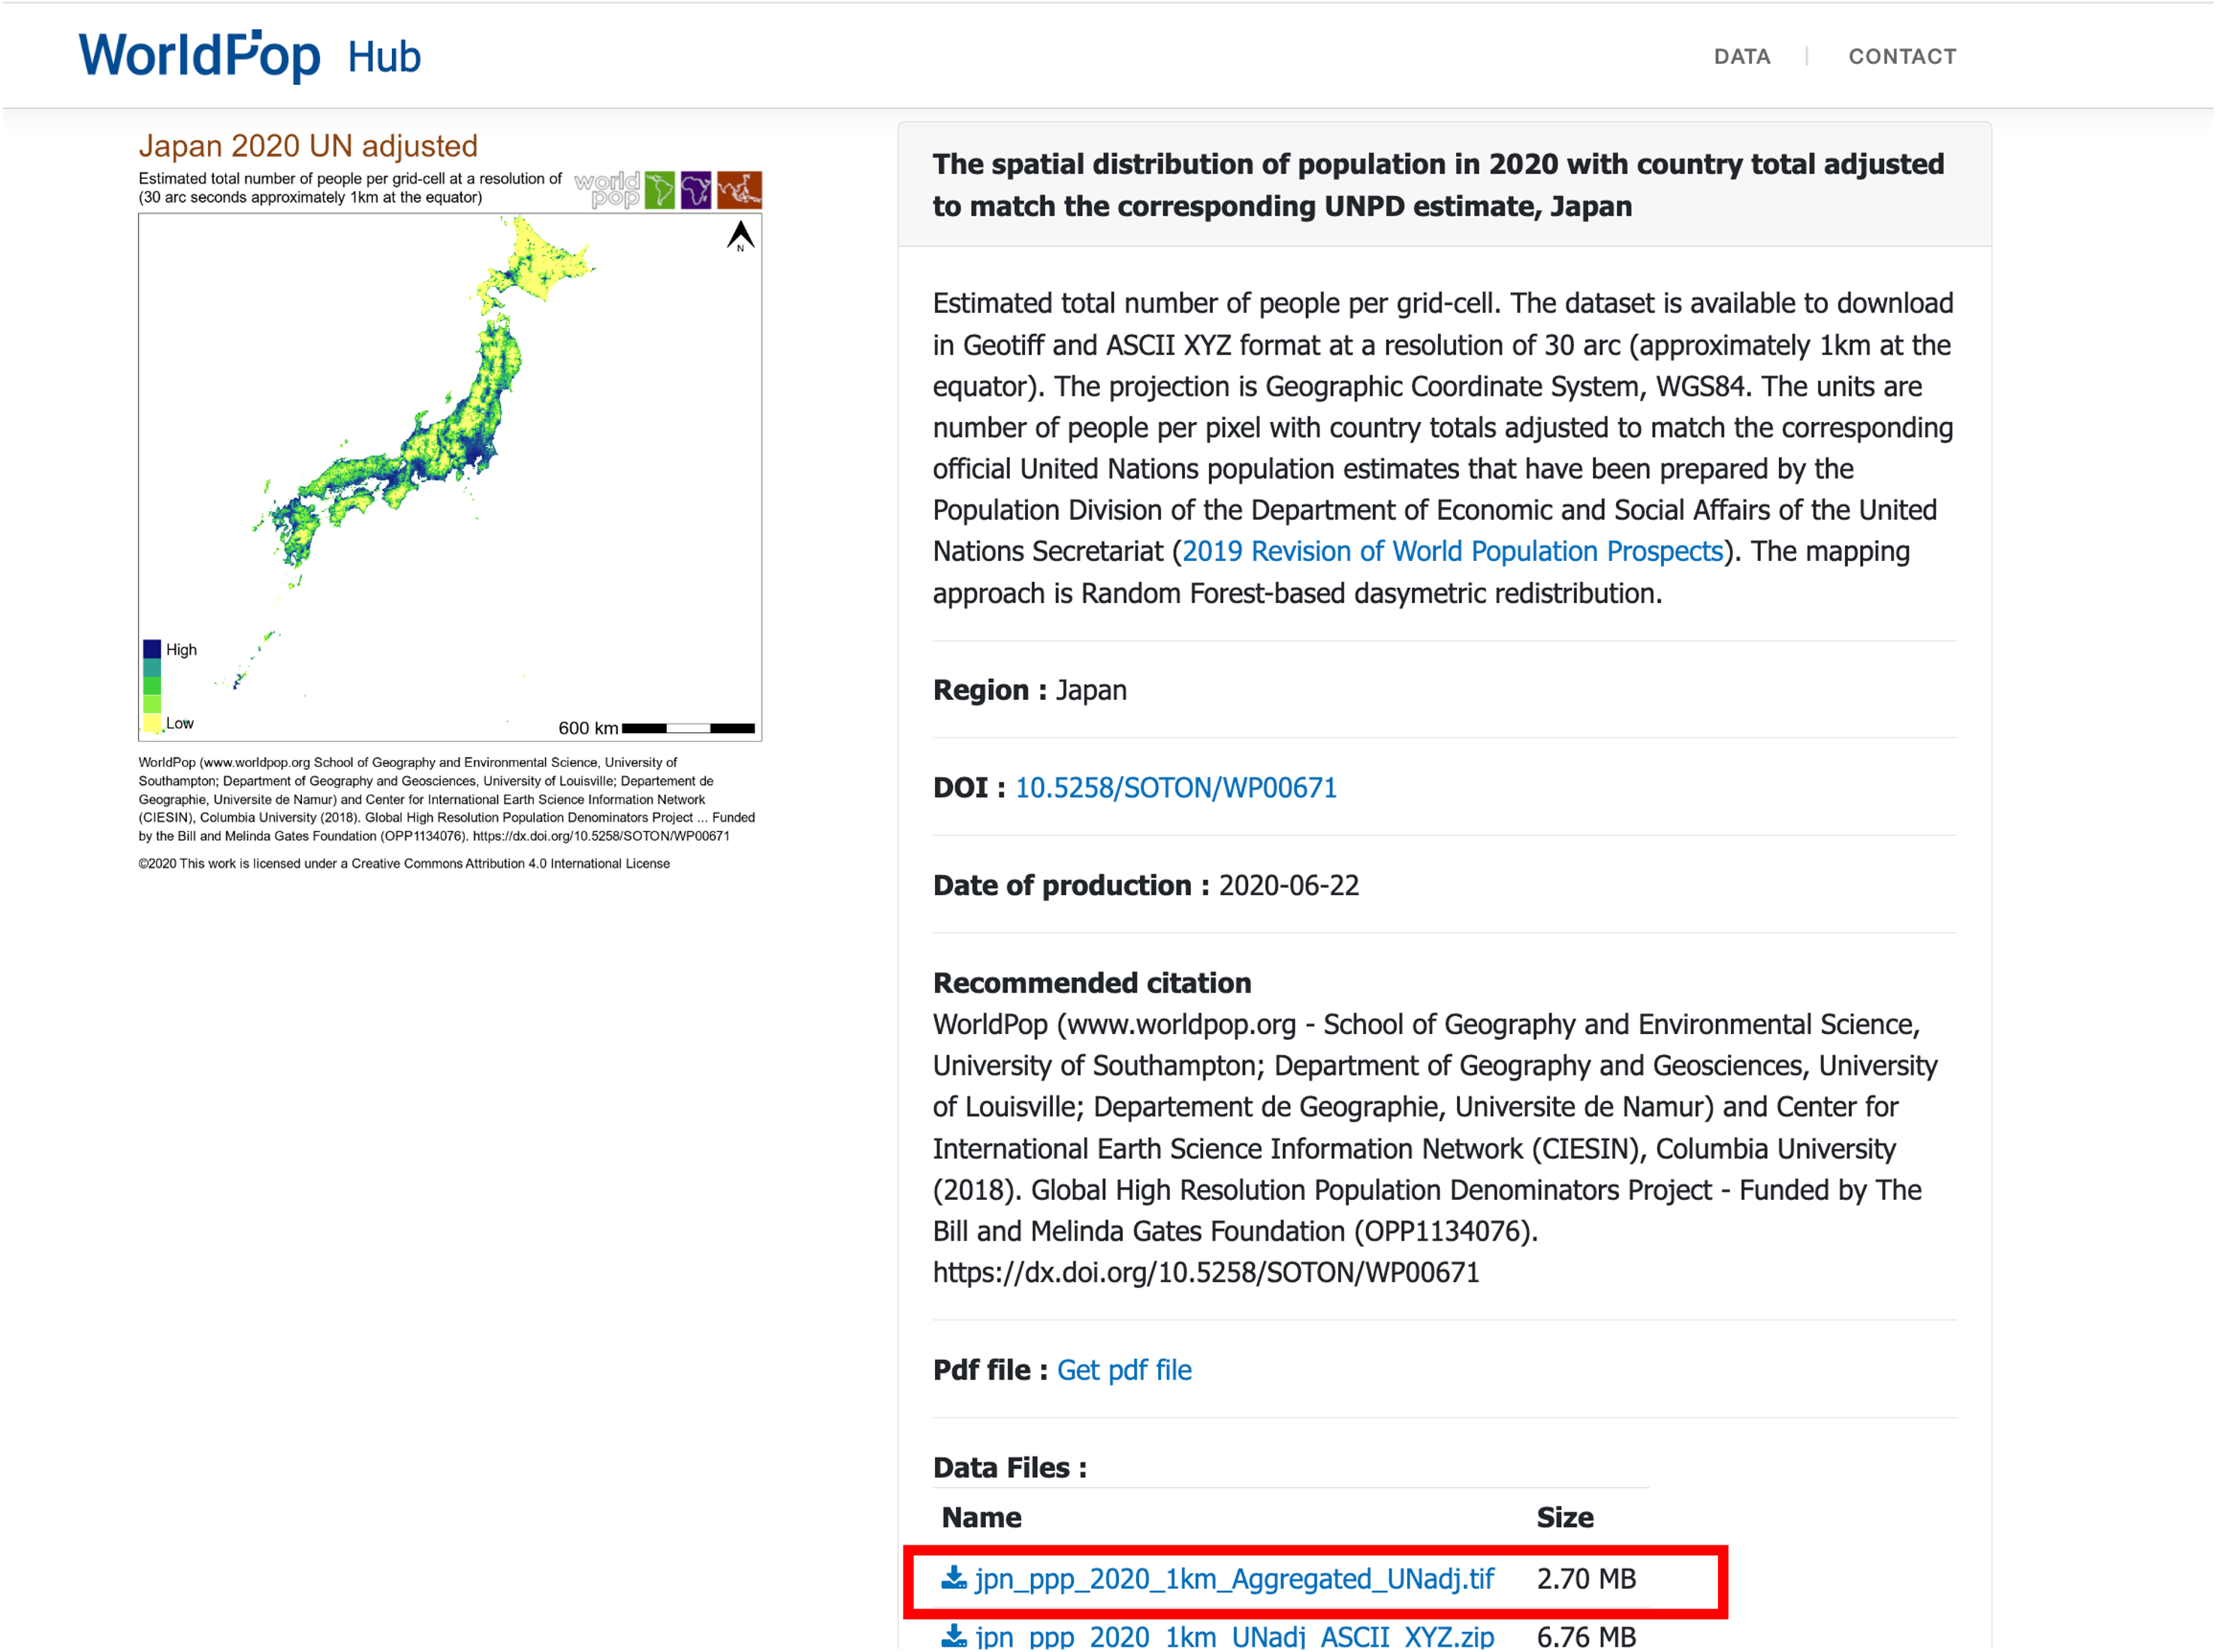 WorldPop Hub
DATA
CONTACT
Japan 2020 UN adjusted
Estimated total number of people per grid-cell at a resolution of
(30 arc seconds approximately 1km at the equator)
world
pop
N
High
Low
600 km
WorldPop (www.worldpop.org School of Geography and Environmental Science, University of
Southampton; Department of Geography and Geosciences, University of Louisville; Departement de
Geographie, Universite de Namur) and Center for International Earth Science Information Network
(CIESIN), Columbia University (2018). Global High Resolution Population Denominators Project ... Funded
by the Bill and Melinda Gates Foundation (OPP1134076). https://dx.doi.org/10.5258/SOTON/WP00671
©2020 This work is licensed under a Creative Commons Attribution 4.0 International License
The spatial distribution of population in 2020 with country total adjusted
to match the corresponding UNPD estimate, Japan
Estimated total number of people per grid-cell. The dataset is available to download
in Geotiff and ASCII XYZ format at a resolution of 30 arc (approximately 1km at the
equator). The projection is Geographic Coordinate System, WGS84. The units are
number of people per pixel with country totals adjusted to match the corresponding
official United Nations population estimates that have been prepared by the
Population Division of the Department of Economic and Social Affairs of the United
Nations Secretariat (2019 Revision of World Population Prospects). The mapping
approach is Random Forest-based dasymetric redistribution.
Region : Japan
DOI : 10.5258/SOTON/WP00671
Date of production : 2020-06-22
Recommended citation
WorldPop (www.worldpop.org - School of Geography and Environmental Science,
University of Southampton; Department of Geography and Geosciences, University
of Louisville; Departement de Geographie, Universite de Namur) and Center for
International Earth Science Information Network (CIESIN), Columbia University
(2018). Global High Resolution Population Denominators Project - Funded by The
Bill and Melinda Gates Foundation (OPP1134076).
https://dx.doi.org/10.5258/SOTON/WP00671
Pdf file : Get pdf file
Data Files :
Name Size
jpn_ppp_2020_1km_Aggregated_UNadj.tif 2.70 MB
jpn_ppp_2020_1km_UNadj_ASCII_XYZ.zip 6.76 MB